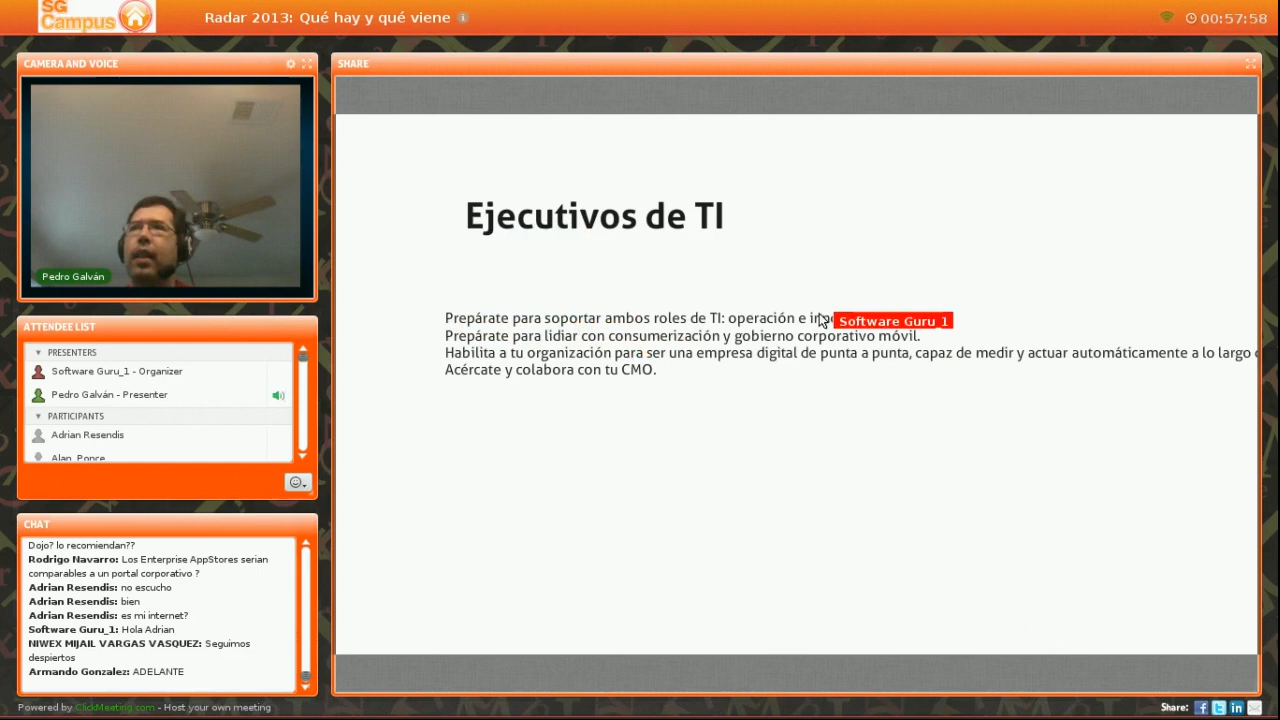 SG
Campus
Radar 2013: Qué hay y qué viene
00:57:58
CAMERA AND VOICE
Pedro Galván
ATTENDEE LIST
PRESENTERS
Software Guru_1 - Organizer
Pedro Galván - Presenter
PARTICIPANTS
Adrian Resendis
Alan Ponce
CHAT
Dojo? lo recomiendan??
Rodrigo Navarro: Los Enterprise AppStores serian
comparables a un portal corporativo ?
Adrian Resendis: no escucho
Adrian Resendis: bien
Adrian Resendis: es mi internet?
Software Guru_1: Hola Adrian
NIWEX MIJAIL VARGAS VASQUEZ: Seguimos
despiertos
Armando Gonzalez: ADELANTE
SHARE
Ejecutivos de TI
Prepárate para soportar ambos roles de TI: operación e
Software Guru_1
Prepárate para lidiar con consumerización y gobierno corporativo móvil.
Habilita a tu organización para ser una empresa digital de punta a punta, capaz de medir y actuar automáticamente a lo largo
Acércate y colabora con tu CMO.
Powered by ClickMeeting.com - Host your own meeting
Share: